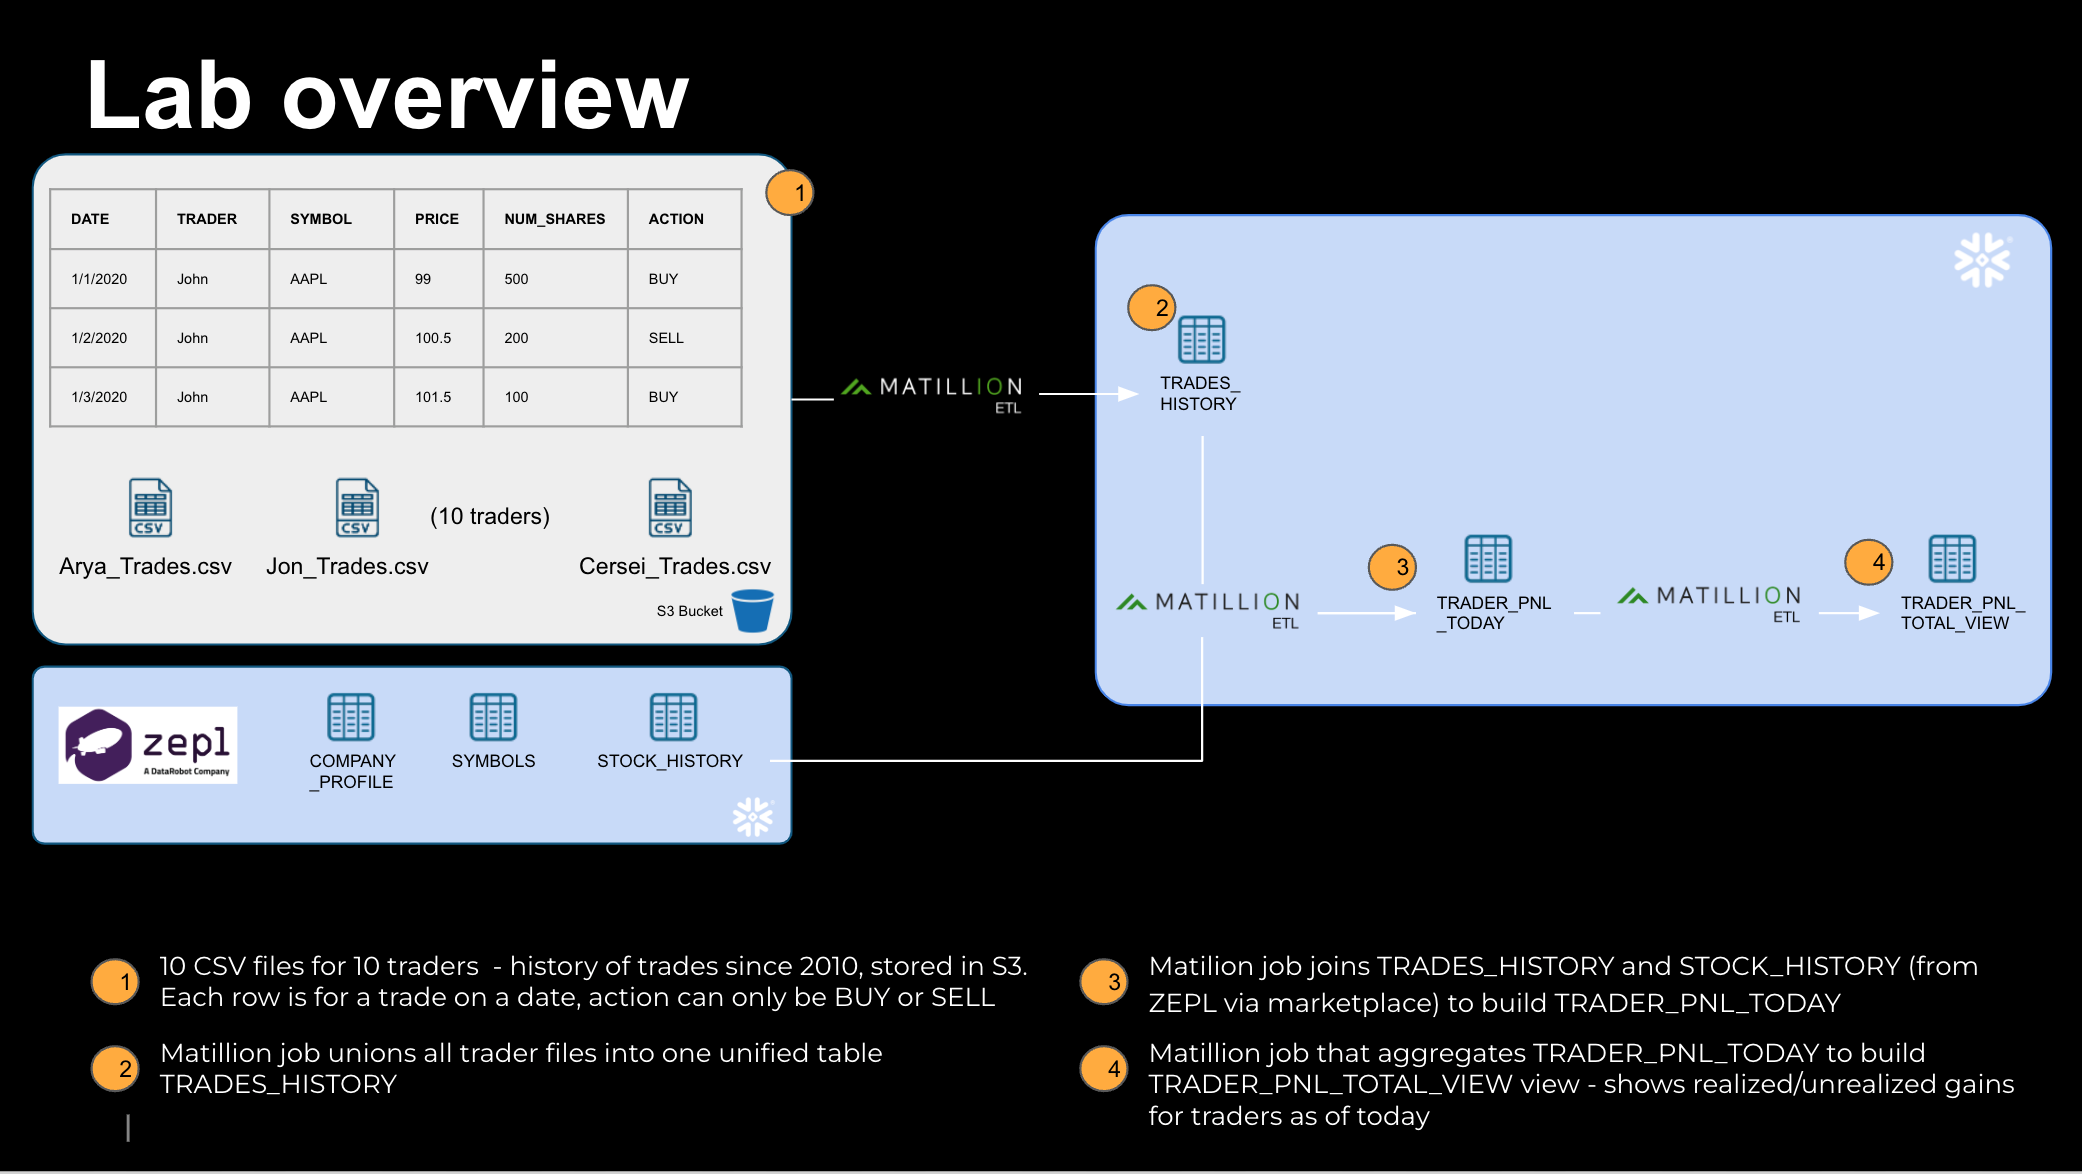 Lab overview
1
DATE TRADER SYMBOL PRICE NUM_SHARES ACTION
1/1/2020 John AAPL 99 500 BUY
1/2/2020 John AAPL 100.5 200 SELL
1/3/2020 John AAPL 101.5 100 BUY
CSV CSV CSV
(10 traders)
Arya_Trades.csv Jon_Trades.csv Cersei_Trades.csv
S3 Bucket
MATILLION
ETL
2
TRADES_
HISTORY
MATILLION
ETL
3
TRADER_PNL
_TODAY
MATILLION
ETL
4
TRADER_PNL_
TOTAL_VIEW
zepl
A DataRobot Company
COMPANY
_PROFILE
SYMBOLS
STOCK_HISTORY
1
10 CSV files for 10 traders - history of trades since 2010, stored in S3.
Each row is for a trade on a date, action can only be BUY or SELL
2
Matillion job unions all trader files into one unified table
TRADES_HISTORY
3
Matilion job joins TRADES_HISTORY and STOCK_HISTORY (from
ZEPL via marketplace) to build TRADER_PNL_TODAY
4
Matillion job that aggregates TRADER_PNL_TODAY to build
TRADER_PNL_TOTAL_VIEW view - shows realized/unrealized gains
for traders as of today